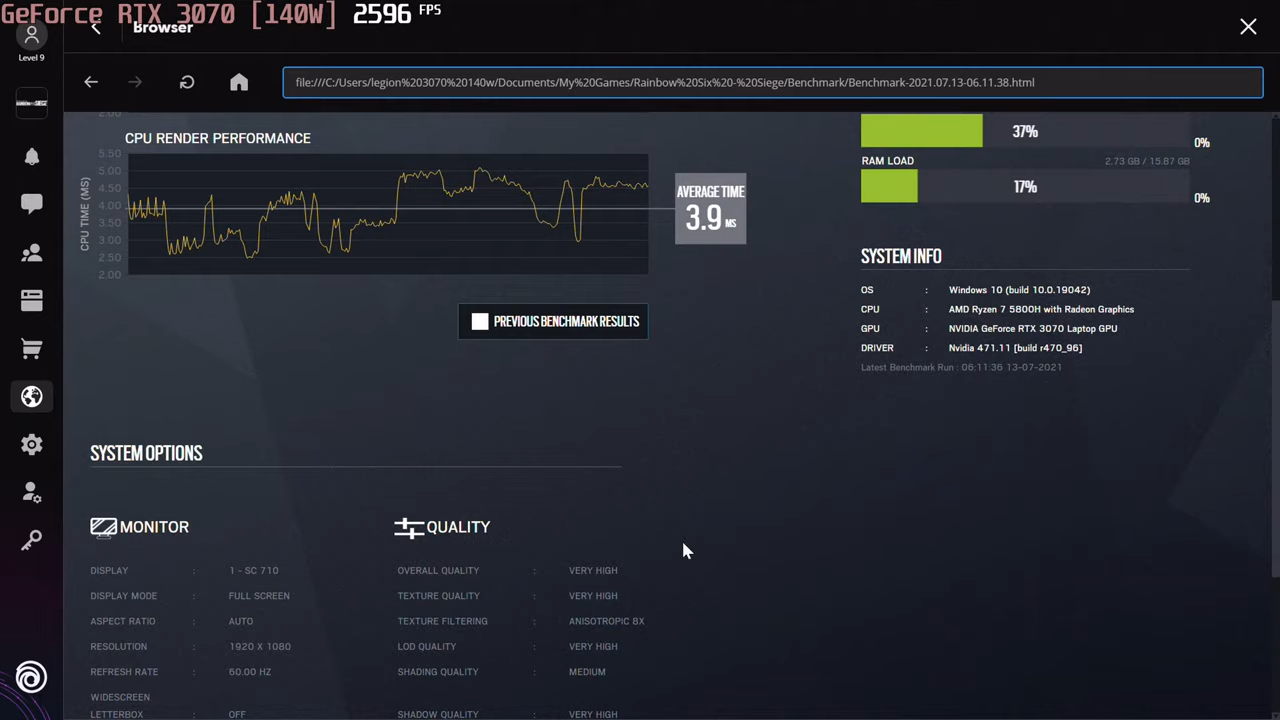 GeForce RTX 3070 [140W] 2596 FPS
Browser
Level 9
file:///C:/Users/legion%203070%20140w/Documents/My%20Games/Rainbow%20Six%20-%20Siege/Benchmark/Benchmark-2021.07.13-06.11.38.html
2.00
CPU RENDER PERFORMANCE
CPU TIME (MS)
5.50
5.00
4.50
4.00
3.50
3.00
2.50
2.00
AVERAGE TIME
3.9 MS
PREVIOUS BENCHMARK RESULTS
37%
0%
RAM LOAD 2.73 GB / 15.87 GB
17%
0%
SYSTEM INFO
OS : Windows 10 (build 10.0.19042)
CPU : AMD Ryzen 7 5800H with Radeon Graphics
GPU : NVIDIA GeForce RTX 3070 Laptop GPU
DRIVER : Nvidia 471.11 [build r470_96]
Latest Benchmark Run : 06:11:36 13-07-2021
SYSTEM OPTIONS
MONITOR
DISPLAY : 1 - SC 710
DISPLAY MODE : FULL SCREEN
ASPECT RATIO : AUTO
RESOLUTION : 1920 X 1080
REFRESH RATE : 60.00 HZ
WIDESCREEN
LETTERBOX : OFF
QUALITY
OVERALL QUALITY : VERY HIGH
TEXTURE QUALITY : VERY HIGH
TEXTURE FILTERING : ANISOTROPIC 8X
LOD QUALITY : VERY HIGH
SHADING QUALITY : MEDIUM
SHADOW QUALITY : VERY HIGH